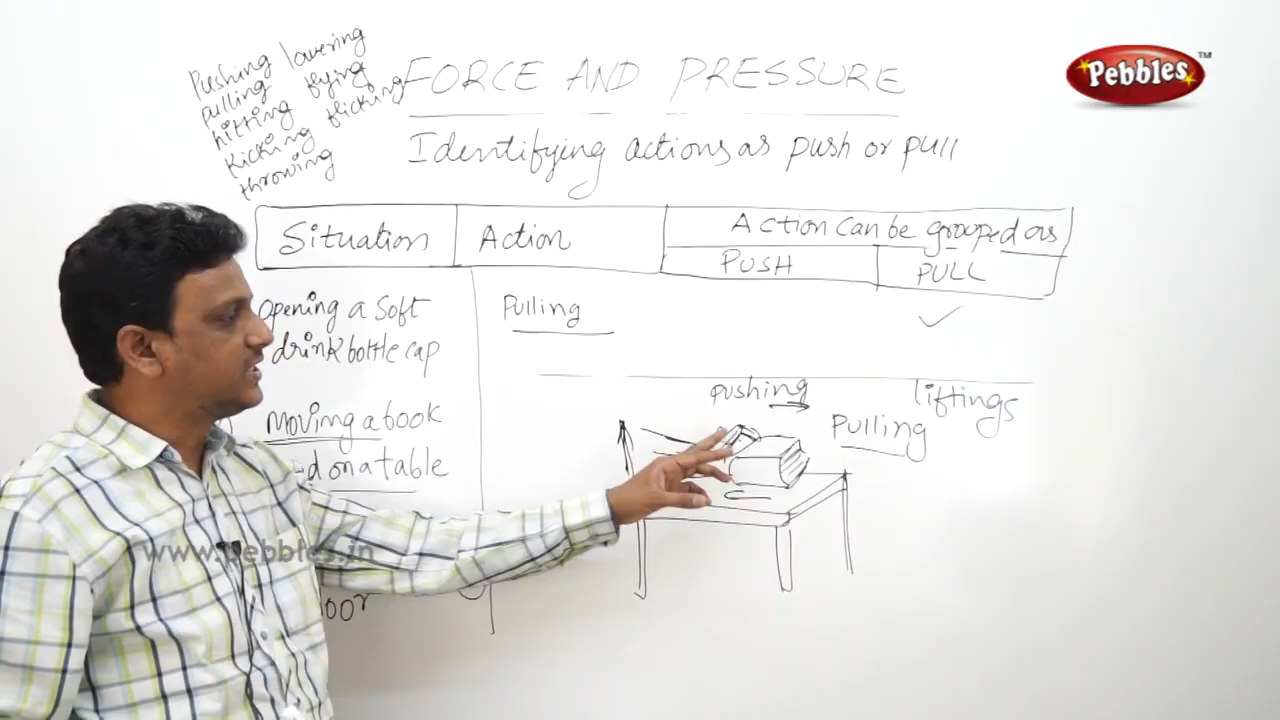 Pushing lowering
pulling flying
hitting flicking
Kicking
throwing
FORCE AND PRESSURE
Identifying actions as push or pull
Situation Action Action can be grouped as
PUSH PULL
Opening a soft
drink bottle cap
Pulling
Moving a book
on a table
pushing
Pulling
liftings
oor
Pebbles TM
www.pebbles.in